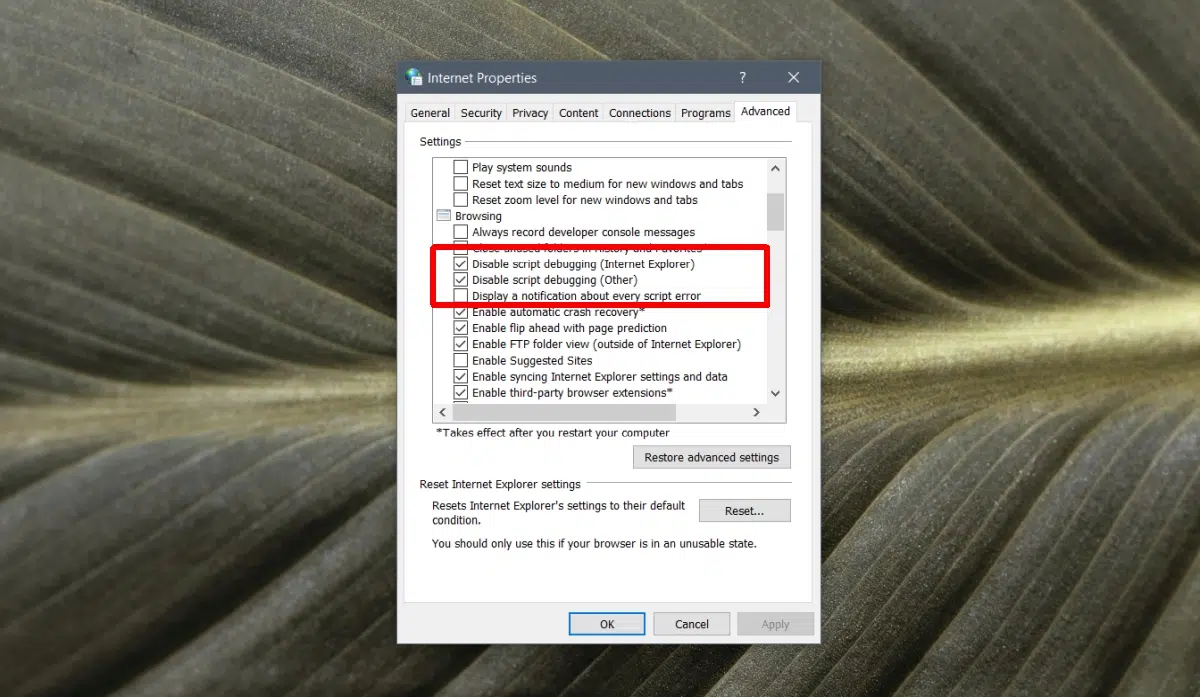 Internet Properties
?
General Security Privacy Content Connections Programs Advanced
Settings
Play system sounds
Reset text size to medium for new windows and tabs
Reset zoom level for new windows and tabs
Browsing
Always record developer console messages
Close unused folders in History and Favorites*
Disable script debugging (Internet Explorer)
Disable script debugging (Other)
Display a notification about every script error
Enable automatic crash recovery*
Enable flip ahead with page prediction
Enable FTP folder view (outside of Internet Explorer)
Enable Suggested Sites
Enable syncing Internet Explorer settings and data
Enable third-party browser extensions*
*Takes effect after you restart your computer
Restore advanced settings
Reset Internet Explorer settings
Resets Internet Explorer's settings to their default
condition.
Reset...
You should only use this if your browser is in an unusable state.
OK Cancel Apply